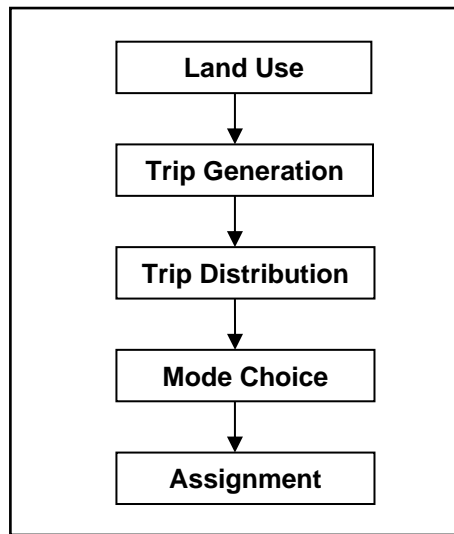 Land Use
Trip Generation
Trip Distribution
Mode Choice
Assignment